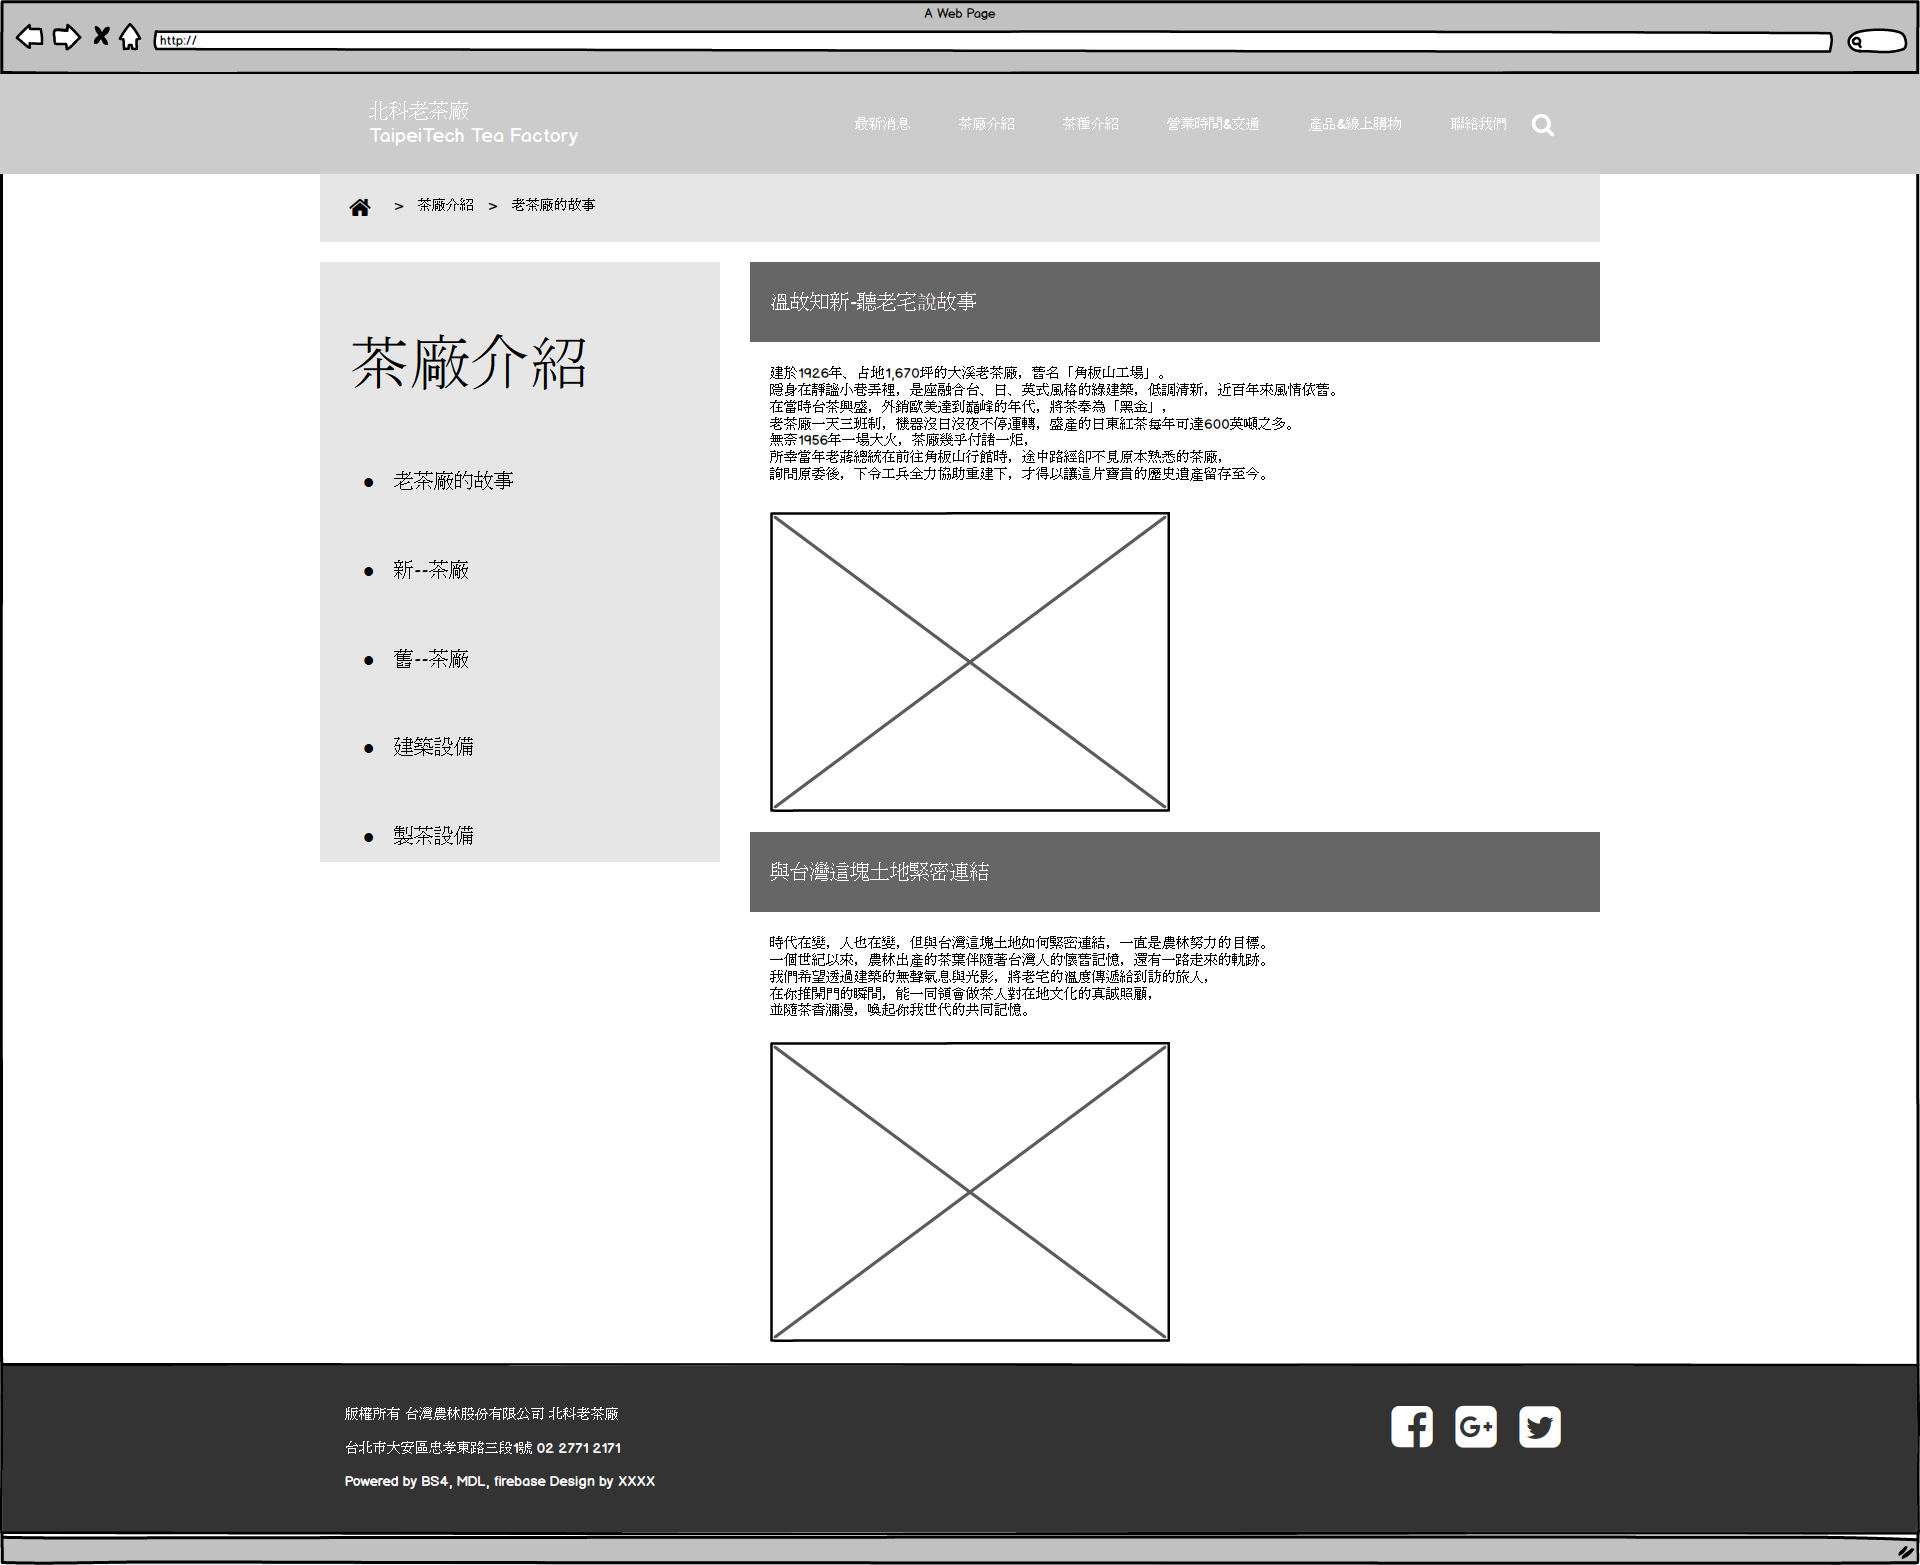 A Web Page
http://
北科老茶廠
TaipeiTech Tea Factory
最新消息 茶廠介紹 茶種介紹 營業時間&交通 產品&線上購物 聯絡我們
> 茶廠介紹 > 老茶廠的故事
茶廠介紹
老茶廠的故事
新--茶廠
舊--茶廠
建築設備
製茶設備
溫故知新-聽老宅說故事
建於1926年、占地1,670坪的大溪老茶廠，舊名「角板山工場」。
隱身在靜謐小巷弄裡，是座融合台、日、英式風格的綠建築，低調清新，近百年來風情依舊。
在當時台茶興盛，外銷歐美達到巔峰的年代，將茶奉為「黑金」，
老茶廠一天三班制，機器沒日沒夜不停運轉，盛產的日東紅茶每年可達600英噸之多。
無奈1956年一場大火，茶廠幾乎付諸一炬，
所幸當年老蔣總統在前往角板山行館時，途中路經卻不見原本熟悉的茶廠，
詢問原委後，下令工兵全力協助重建下，才得以讓這片寶貴的歷史遺產留存至今。
與台灣這塊土地緊密連結
時代在變，人也在變，但與台灣這塊土地如何緊密連結，一直是農林努力的目標。
一個世紀以來，農林出產的茶葉伴隨著台灣人的懷舊記憶，還有一路走來的軌跡。
我們希望透過建築的無聲氣息與光影，將老宅的溫度傳遞給到訪的旅人，
在你推開門的瞬間，能一同領會做茶人對在地文化的真誠照顧，
並隨茶香瀰漫，喚起你我世代的共同記憶。
版權所有 台灣農林股份有限公司 北科老茶廠
台北市大安區忠孝東路三段1號 02 2771 2171
Powered by BS4, MDL, firebase Design by XXXX